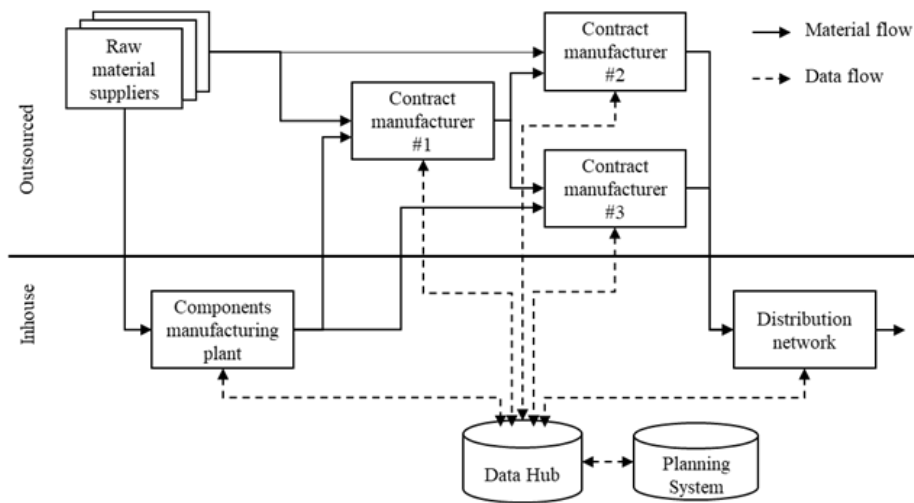 Raw
material
suppliers
Contract
manufacturer
#2
Material flow
Data flow
Contract
manufacturer
#1
Contract
manufacturer
#3
Outsourced
Inhouse
Components
manufacturing
plant
Distribution
network
Data Hub
Planning
System